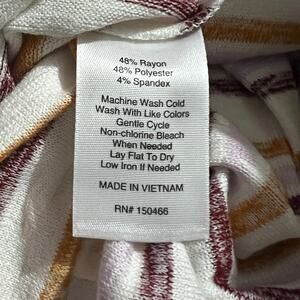 48% Rayon
48% Polyester
4% Spandex
Machine Wash Cold
Wash With Like Colors
Gentle Cycle
Non-chlorine Bleach
When Needed
Lay Flat To Dry
Low Iron If Needed
MADE IN VIETNAM
RN# 150466